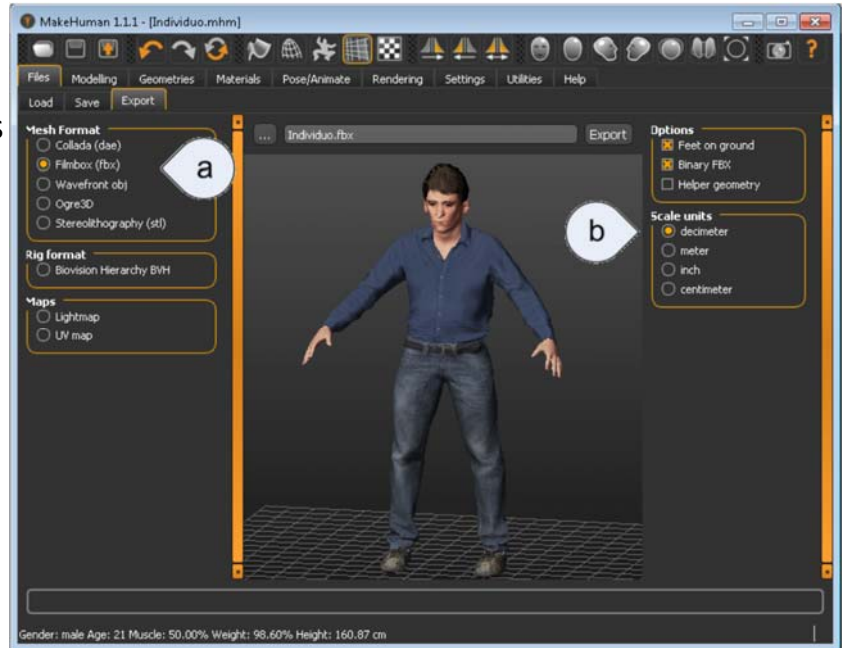 MakeHuman 1.1.1 - [Individuo.mhm]
?
Files Modelling Geometries Materials Pose/Animate Rendering Settings Utilities Help
Load Save Export
s
Mesh Format
Collada (dae)
Filmbox (fbx)
Wavefront obj
Ogre3D
Stereolithography (stl)
a
Rig format
Biovision Hierarchy BVH
Maps
Lightmap
UV map
... Individuo.fbx Export
Options
Feet on ground
Binary FBX
Helper geometry
b
Scale units
decimeter
meter
inch
centimeter
Gender: male Age: 21 Muscle: 50.00% Weight: 98.60% Height: 160.87 cm